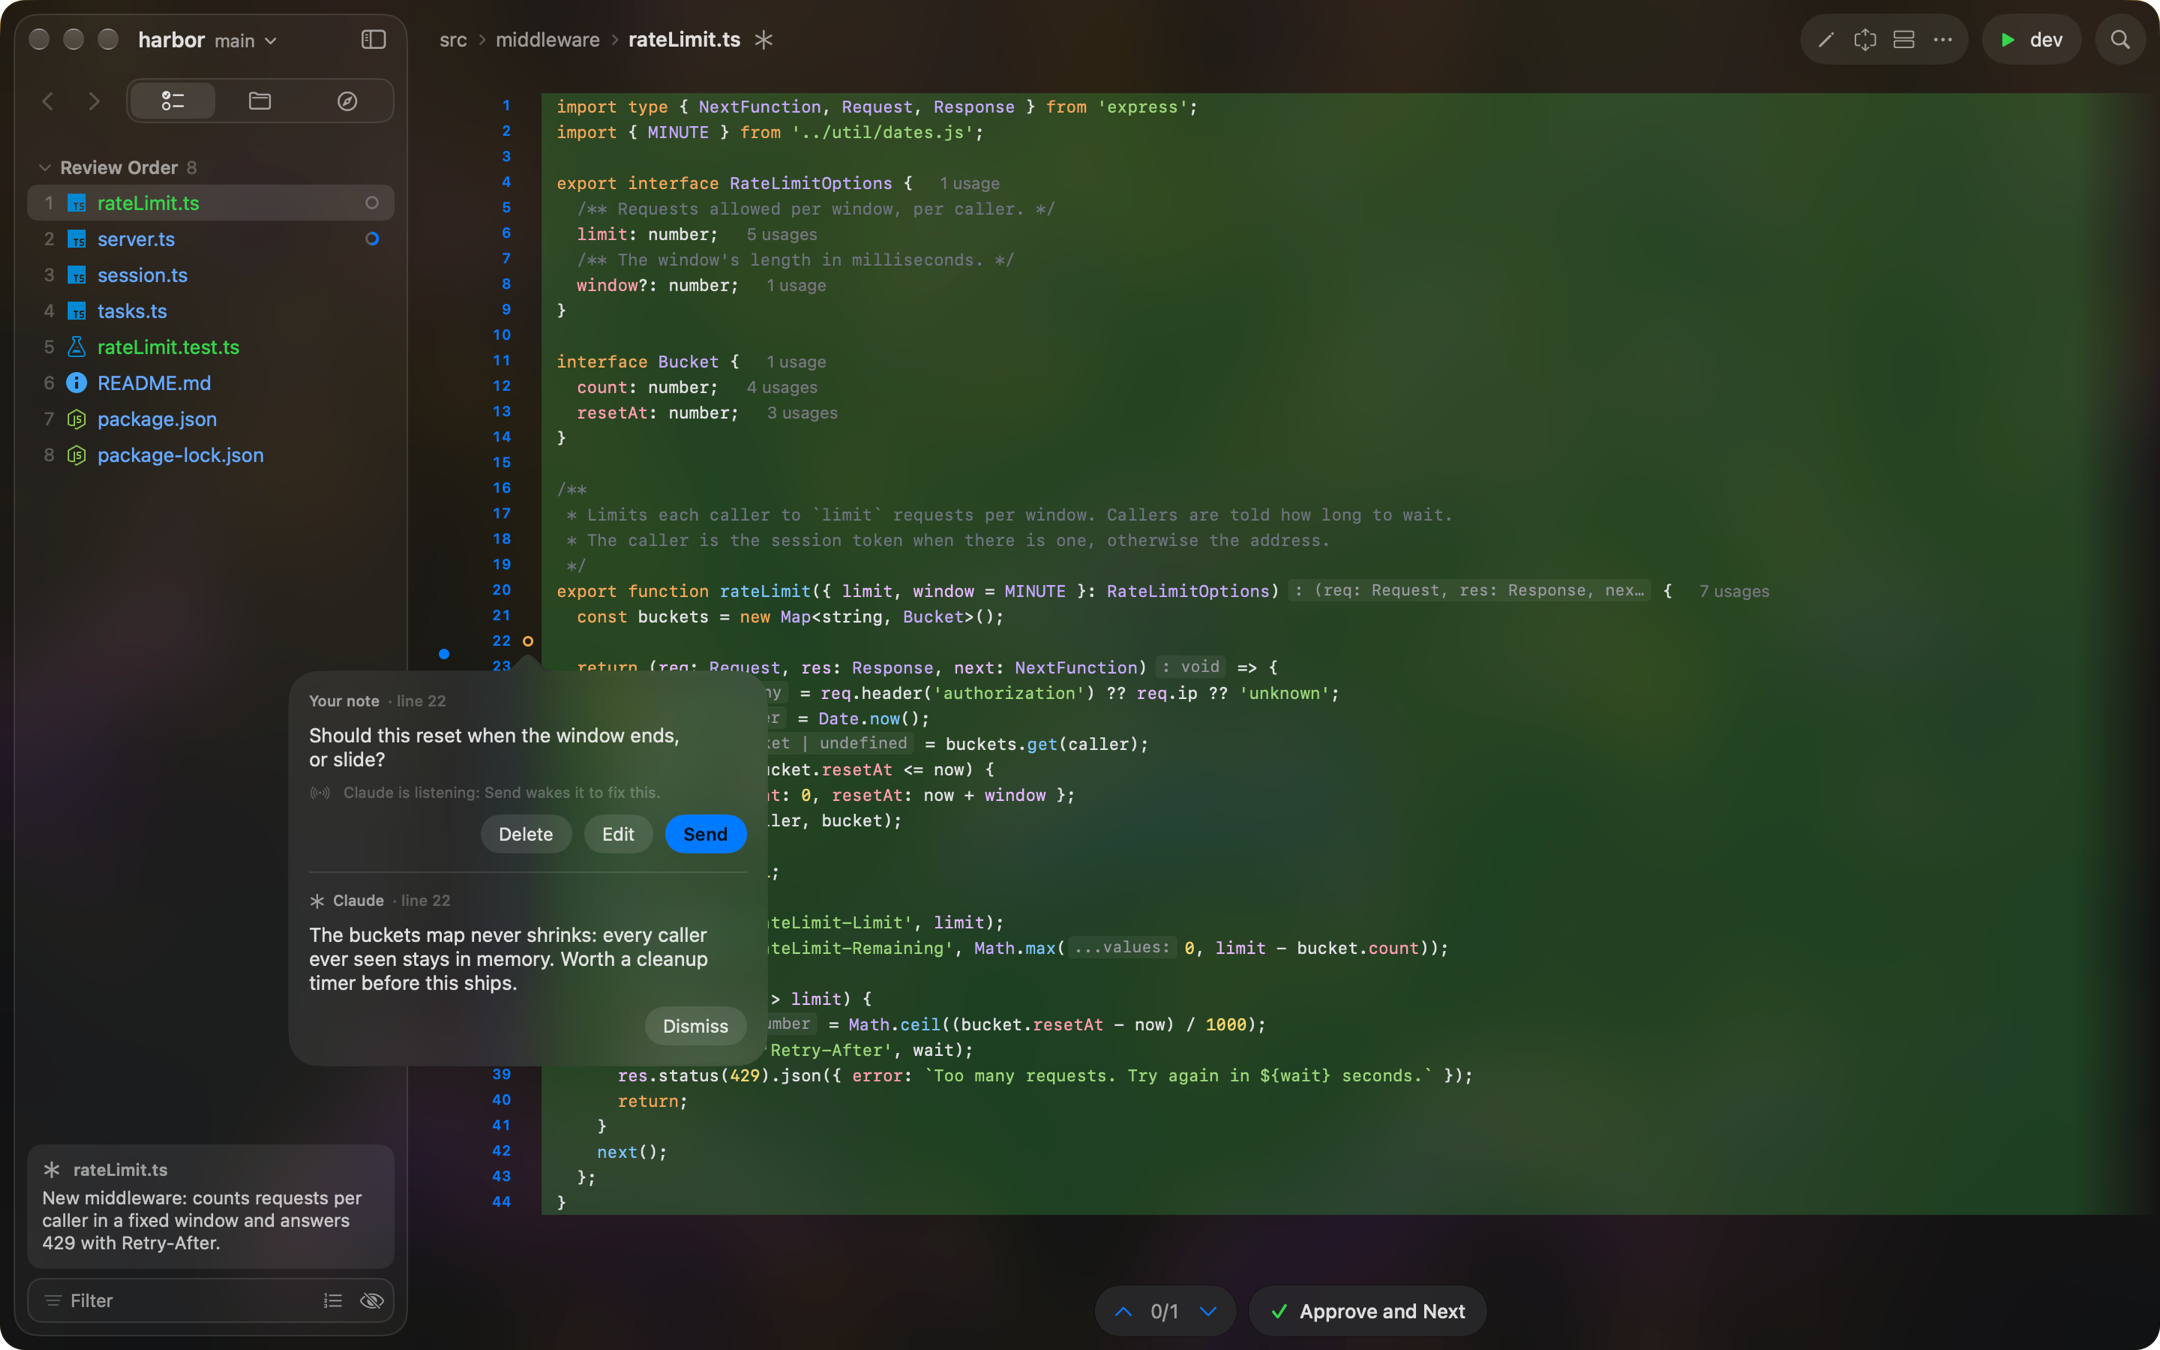 harbor main
src › middleware › rateLimit.ts
dev
Review Order 8
1 rateLimit.ts
2 server.ts
3 session.ts
4 tasks.ts
5 rateLimit.test.ts
6 README.md
7 package.json
8 package-lock.json
1 import type { NextFunction, Request, Response } from 'express';
2 import { MINUTE } from '../util/dates.js';
3
4 export interface RateLimitOptions { 1 usage
5 /** Requests allowed per window, per caller. */
6 limit: number; 5 usages
7 /** The window's length in milliseconds. */
8 window?: number; 1 usage
9 }
10
11 interface Bucket { 1 usage
12 count: number; 4 usages
13 resetAt: number; 3 usages
14 }
15
16 /**
17 * Limits each caller to `limit` requests per window. Callers are told how long to wait.
18 * The caller is the session token when there is one, otherwise the address.
19 */
20 export function rateLimit({ limit, window = MINUTE }: RateLimitOptions) : (req: Request, res: Response, nex… { 7 usages
21 const buckets = new Map<string, Bucket>();
22
23 return (req: Request, res: Response, next: NextFunction) : void => {
ny = req.header('authorization') ?? req.ip ?? 'unknown';
er = Date.now();
ket | undefined = buckets.get(caller);
ucket.resetAt <= now) {
nt: 0, resetAt: now + window };
ller, bucket);
;
ateLimit-Limit', limit);
ateLimit-Remaining', Math.max( ...values: 0, limit - bucket.count));
> limit) {
umber = Math.ceil((bucket.resetAt - now) / 1000);
'Retry-After', wait);
39 res.status(429).json({ error: `Too many requests. Try again in ${wait} seconds.` });
40 return;
41 }
42 next();
43 };
44 }
Your note · line 22
Should this reset when the window ends,
or slide?
Claude is listening: Send wakes it to fix this.
Delete Edit Send
Claude · line 22
The buckets map never shrinks: every caller
ever seen stays in memory. Worth a cleanup
timer before this ships.
Dismiss
rateLimit.ts
New middleware: counts requests per
caller in a fixed window and answers
429 with Retry-After.
Filter
0/1
Approve and Next